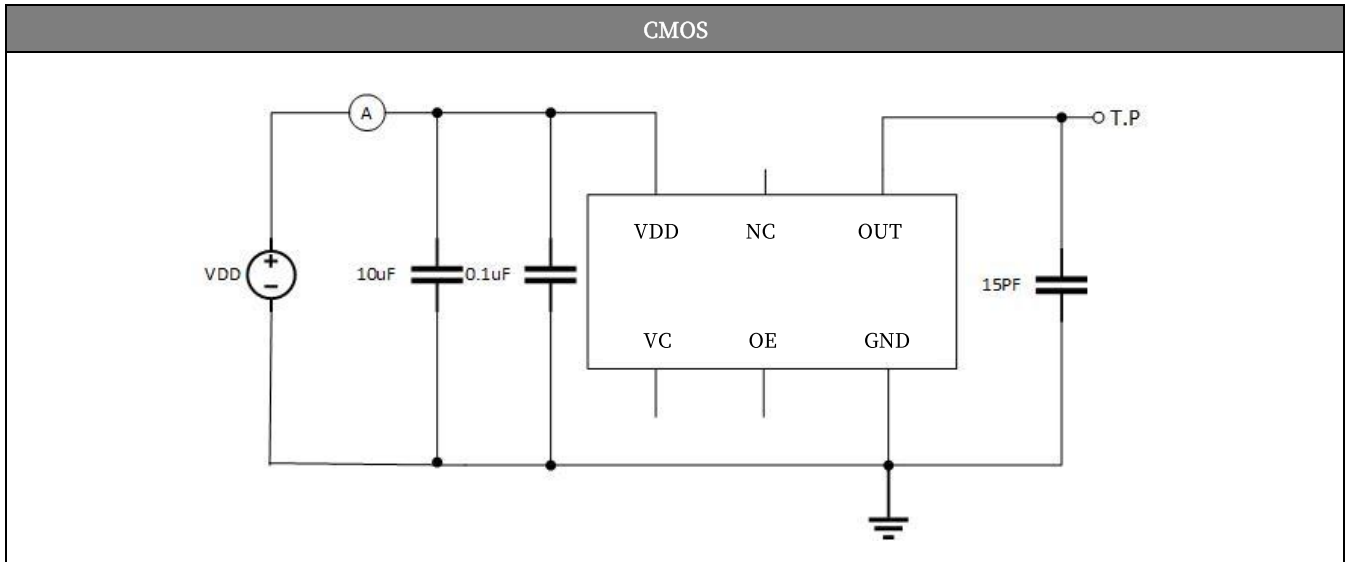 CMOS
A
T.P
VDD NC OUT
VDD
10uF
0.1uF
15PF
VC OE GND